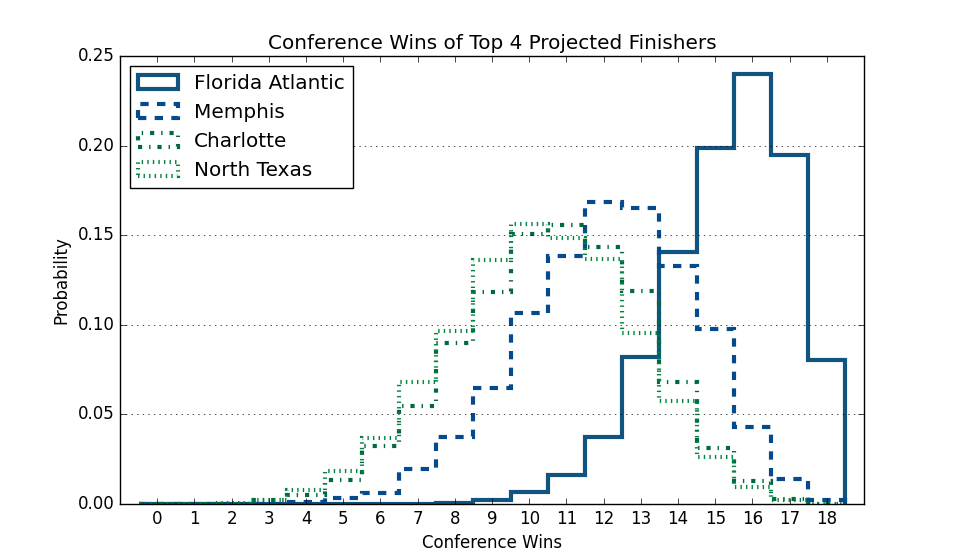 Conference Wins of Top 4 Projected Finishers
0.25
Florida Atlantic
Memphis
Charlotte
North Texas
0.20
0.15
Probability
0.10
0.05
0.00
0 1 2 3 4 5 6 7 8 9 10 11 12 13 14 15 16 17 18
Conference Wins